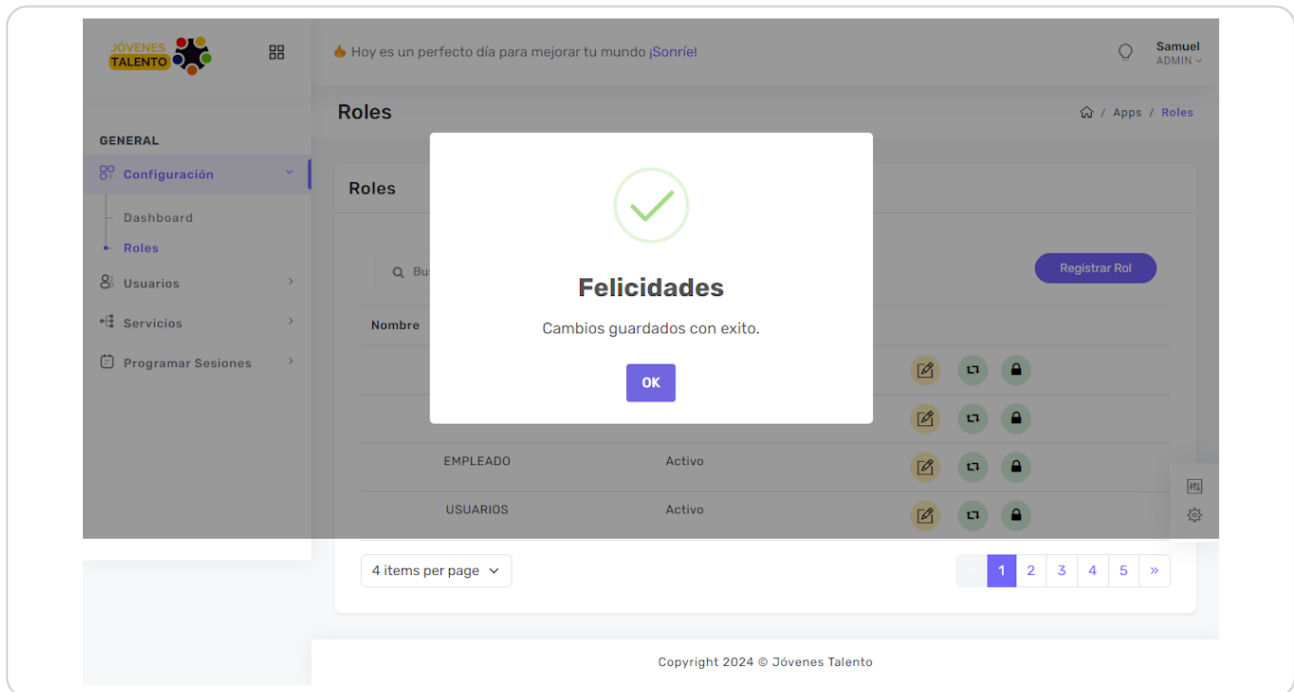 JÓVENES
TALENTO
Hoy es un perfecto día para mejorar tu mundo ¡Sonríe!
Samuel
ADMIN
Roles
/ Apps / Roles
GENERAL
Configuración
Dashboard
Roles
Usuarios
Servicios
Programar Sesiones
Roles
Bu
Registrar Rol
Nombre
Felicidades
Cambios guardados con exito.
OK
EMPLEADO Activo
USUARIOS Activo
4 items per page
1 2 3 4 5 »
Copyright 2024 © Jóvenes Talento